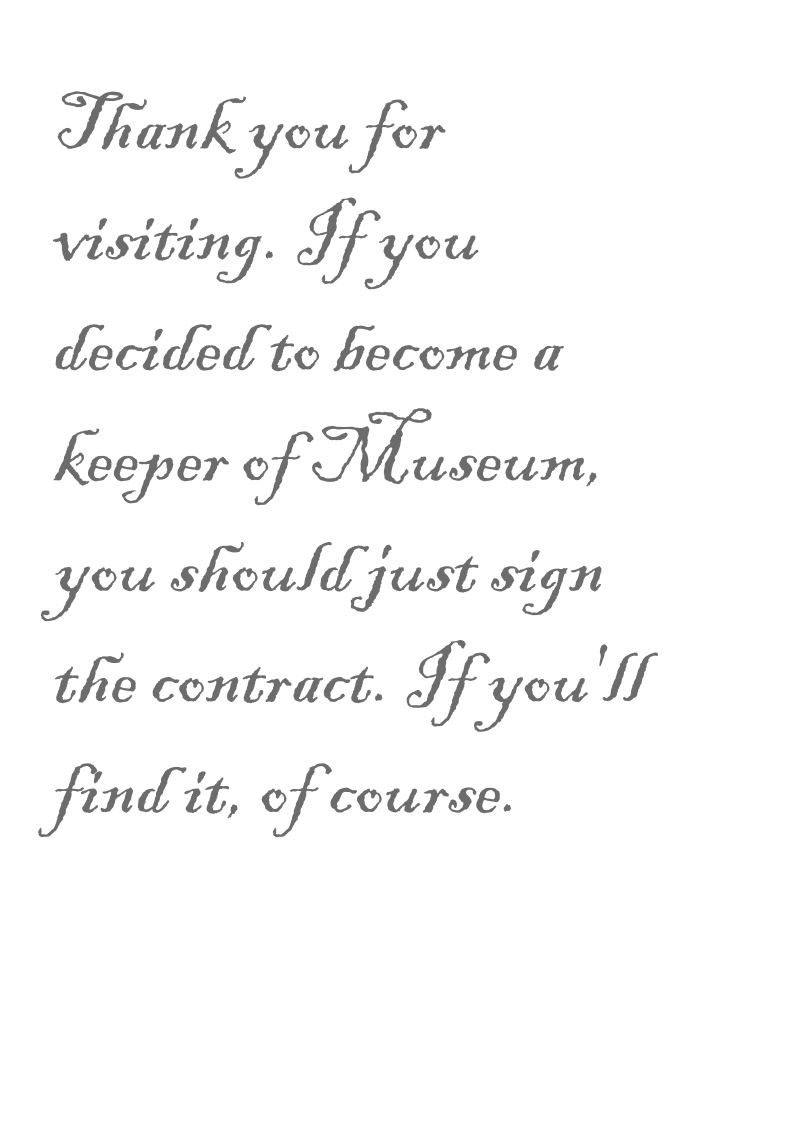 Thank you for
visiting. If you
decided to become a
keeper of Museum,
you should just sign
the contract. If you'll
find it, of course.